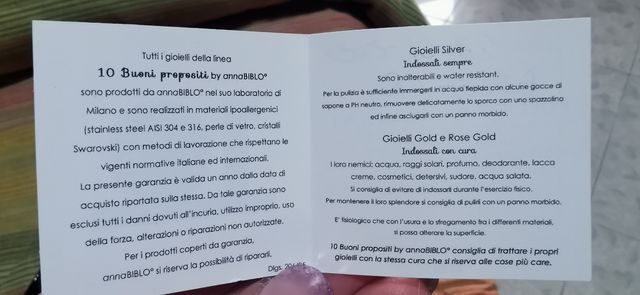 Tutti i gioielli della linea
10 Buoni propositi by annaBIBLO®
sono prodotti da annaBIBLO® nel suo laboratorio di
Milano e sono realizzati in materiali ipoallergenici
(stainless steel AISI 304 e 316, perle di vetro, cristalli
Swarovski) con metodi di lavorazione che rispettano le
vigenti normative italiane ed internazionali.
La presente garanzia è valida un anno dalla data di
acquisto riportata sulla stessa. Da tale garanzia sono
esclusi tutti i danni dovuti all'incuria, utilizzo improprio, uso
della forza, alterazioni o riparazioni non autorizzate.
Per i prodotti coperti da garanzia,
annaBIBLO® si riserva la possibilità di ripararli.
Dlgs.
Gioielli Silver
Indossali sempre
Sono inalterabili e water resistant.
Per la pulizia è sufficiente immergerli in acqua tiepida con alcune gocce di
sapone a PH neutro, rimuovere delicatamente lo sporco con uno spazzolino
ed infine asciugarli con un panno morbido.
Gioielli Gold e Rose Gold
Indossali con cura
I loro nemici: acqua, raggi solari, profumo, deodorante, lacca
creme, cosmetici, detersivi, sudore, acqua salata.
Si consiglia di evitare di indossarli durante l'esercizio fisico.
Per mantenere il loro splendore si consiglia di pulirli con un panno morbido.
E' fisiologico che con l'usura e lo sfregamento fra i differenti materiali,
si possa alterare la superficie.
10 Buoni propositi by annaBIBLO® consiglia di trattare i propri
gioielli con la stessa cura che si riserva alle cose più care.